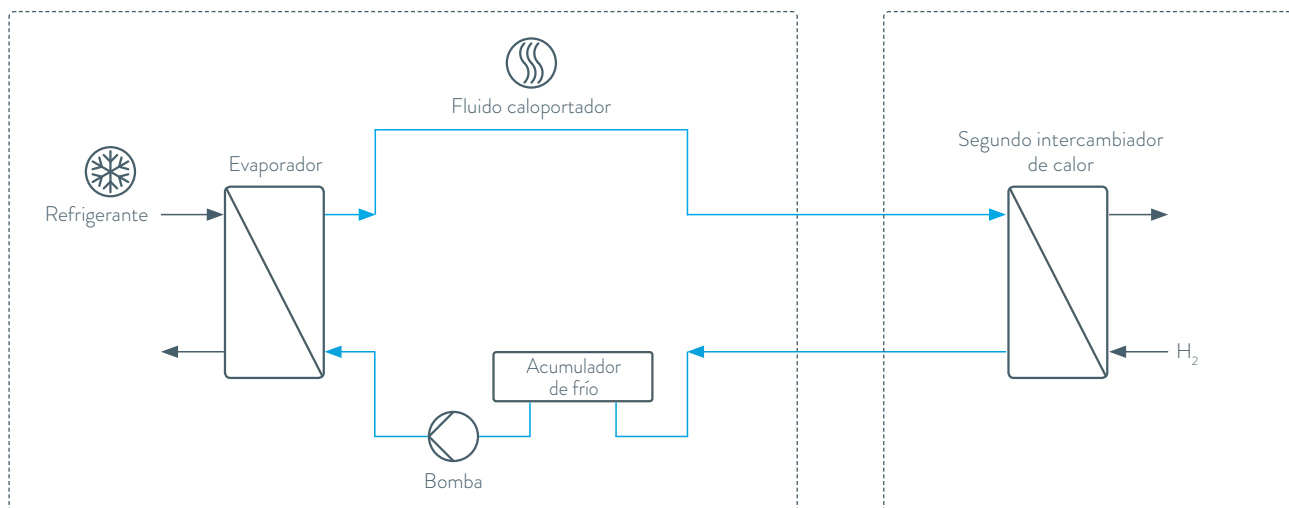 Fluido caloportador
Segundo intercambiador
de calor
Evaporador
Refrigerante
H₂
Acumulador
de frío
Bomba